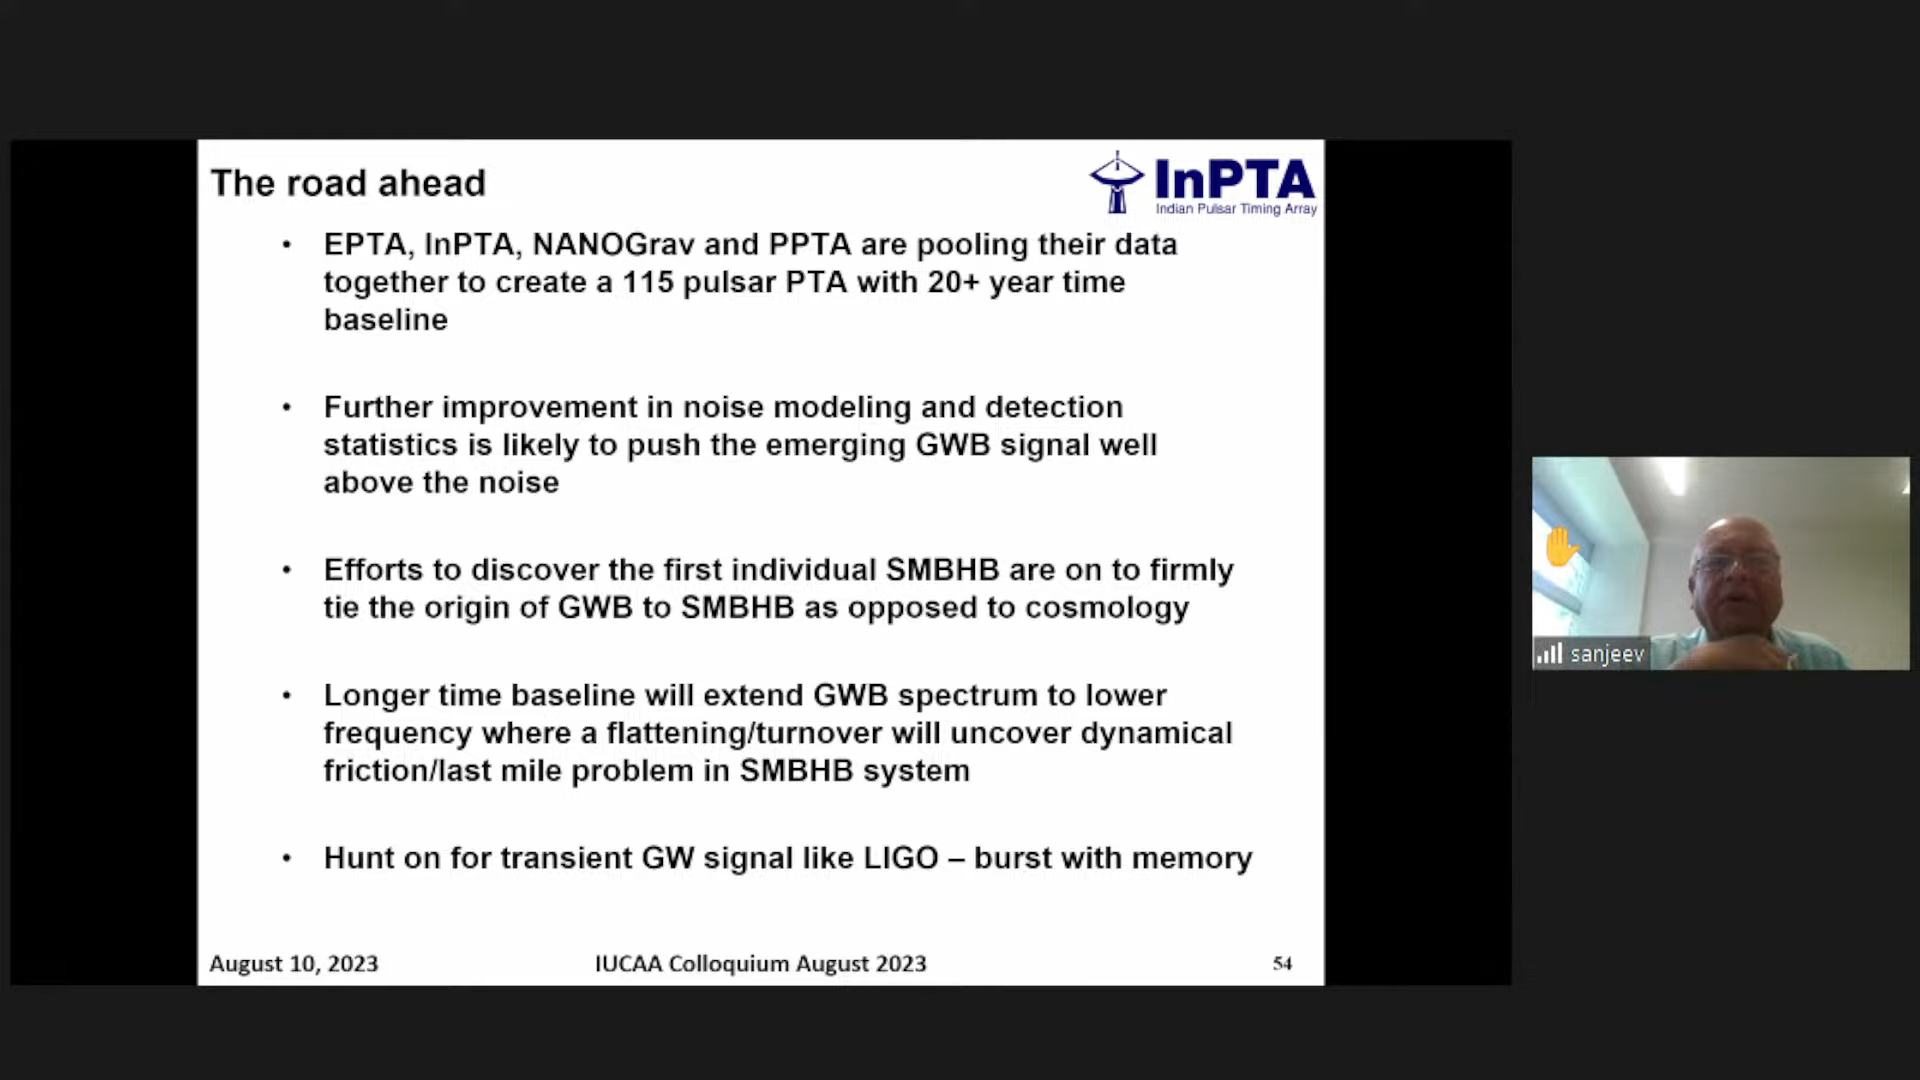 The road ahead
InPTA
Indian Pulsar Timing Array
• EPTA, InPTA, NANOGrav and PPTA are pooling their data
together to create a 115 pulsar PTA with 20+ year time
baseline
• Further improvement in noise modeling and detection
statistics is likely to push the emerging GWB signal well
above the noise
• Efforts to discover the first individual SMBHB are on to firmly
tie the origin of GWB to SMBHB as opposed to cosmology
• Longer time baseline will extend GWB spectrum to lower
frequency where a flattening/turnover will uncover dynamical
friction/last mile problem in SMBHB system
• Hunt on for transient GW signal like LIGO – burst with memory
August 10, 2023
IUCAA Colloquium August 2023
54
sanjeev